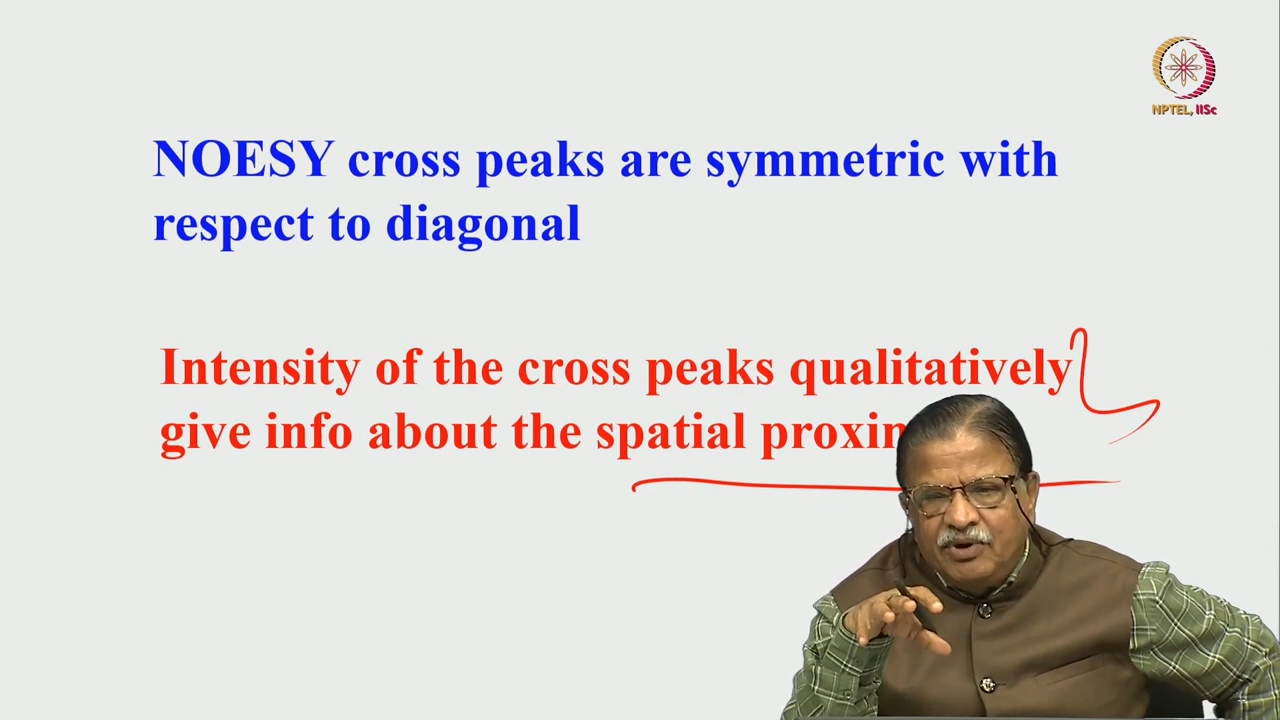 NPTEL, IISc
NOESY cross peaks are symmetric with
respect to diagonal
Intensity of the cross peaks qualitatively
give info about the spatial